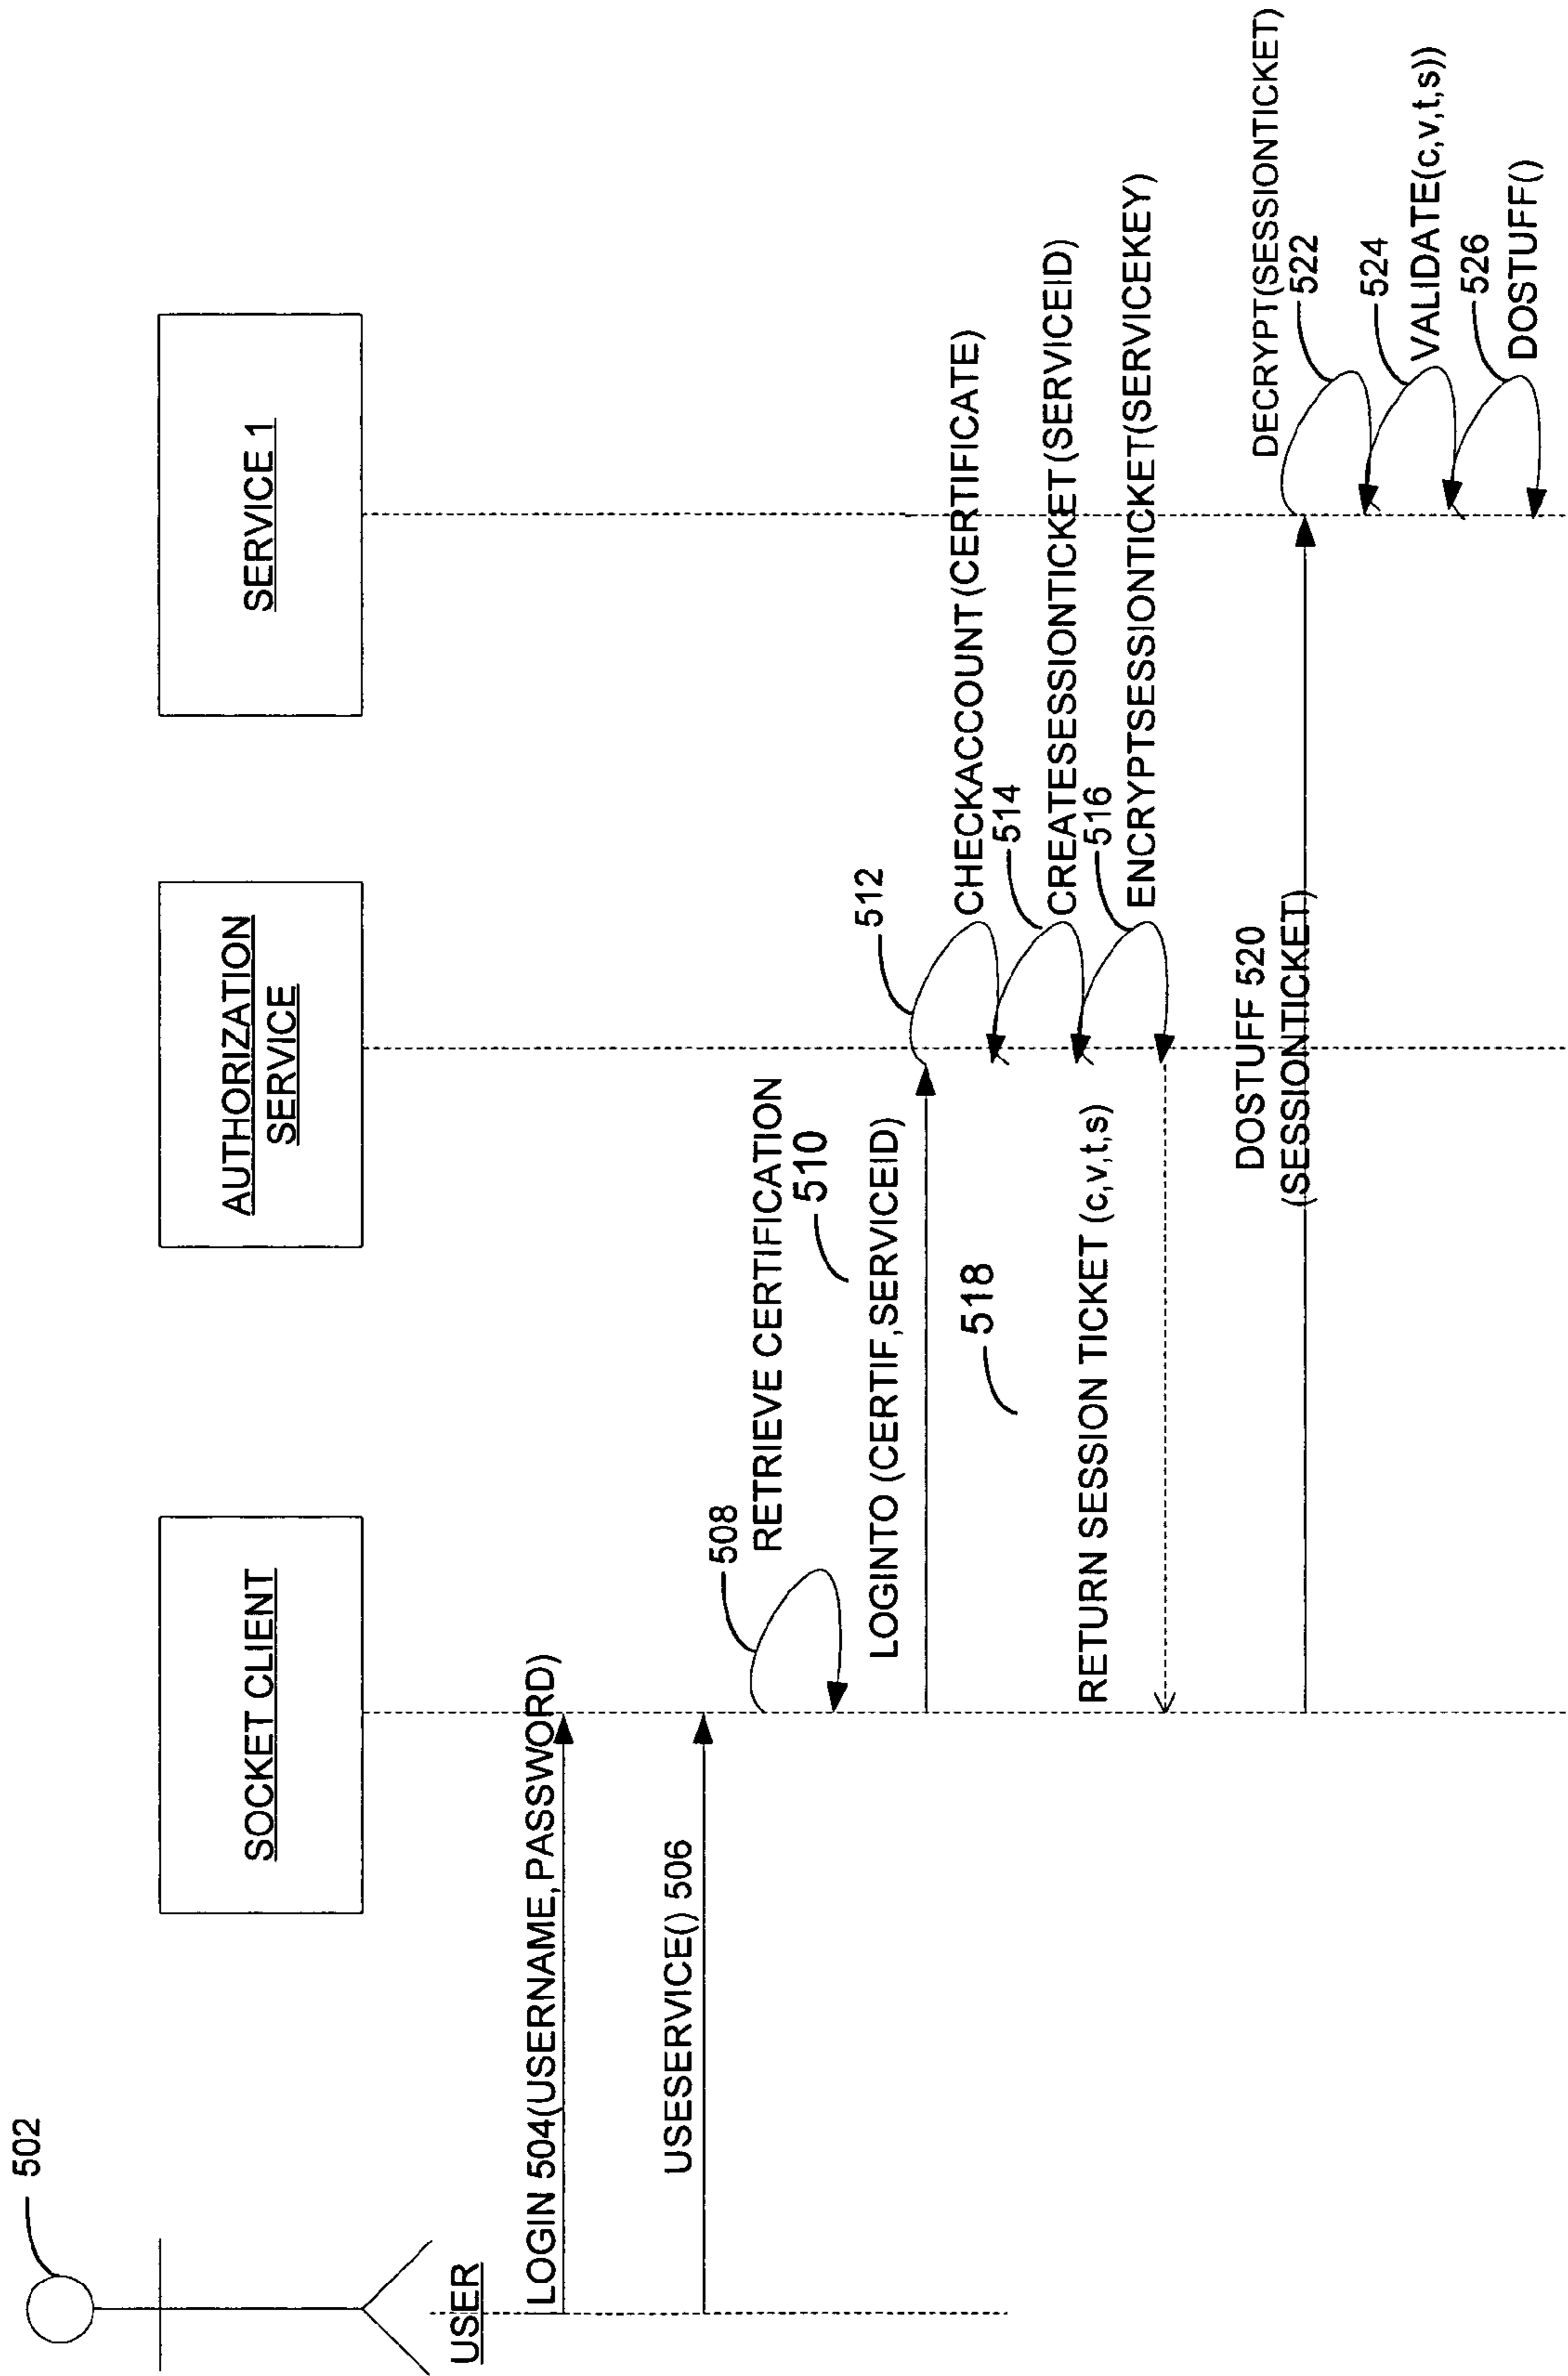 502
USER
SOCKET CLIENT
AUTHORIZATION
SERVICE
SERVICE 1
LOGIN 504(USERNAME,PASSWORD)
USESERVICE() 506
508
RETRIEVE CERTIFICATION
510
LOGINTO (CERTIF,SERVICEID)
512
CHECKACCOUNT(CERTIFICATE)
514
CREATESESSIONTICKET(SERVICEID)
516
ENCRYPTSESSIONTICKET(SERVICEKEY)
518
RETURN SESSION TICKET (c,v,t,s)
DOSTUFF 520
(SESSIONTICKET)
DECRYPT(SESSIONTICKET)
522
524
VALIDATE(c,v,t,s))
526
DOSTUFF()